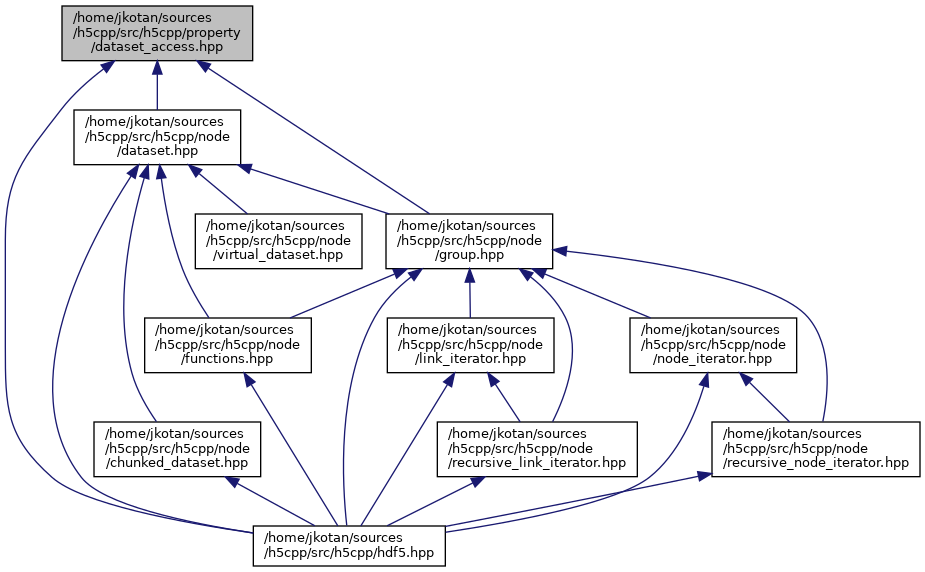 /home/jkotan/sources
/h5cpp/src/h5cpp/property
/dataset_access.hpp
/home/jkotan/sources
/h5cpp/src/h5cpp/node
/dataset.hpp
/home/jkotan/sources
/h5cpp/src/h5cpp/node
/virtual_dataset.hpp
/home/jkotan/sources
/h5cpp/src/h5cpp/node
/group.hpp
/home/jkotan/sources
/h5cpp/src/h5cpp/node
/functions.hpp
/home/jkotan/sources
/h5cpp/src/h5cpp/node
/link_iterator.hpp
/home/jkotan/sources
/h5cpp/src/h5cpp/node
/node_iterator.hpp
/home/jkotan/sources
/h5cpp/src/h5cpp/node
/chunked_dataset.hpp
/home/jkotan/sources
/h5cpp/src/h5cpp/node
/recursive_link_iterator.hpp
/home/jkotan/sources
/h5cpp/src/h5cpp/node
/recursive_node_iterator.hpp
/home/jkotan/sources
/h5cpp/src/h5cpp/hdf5.hpp